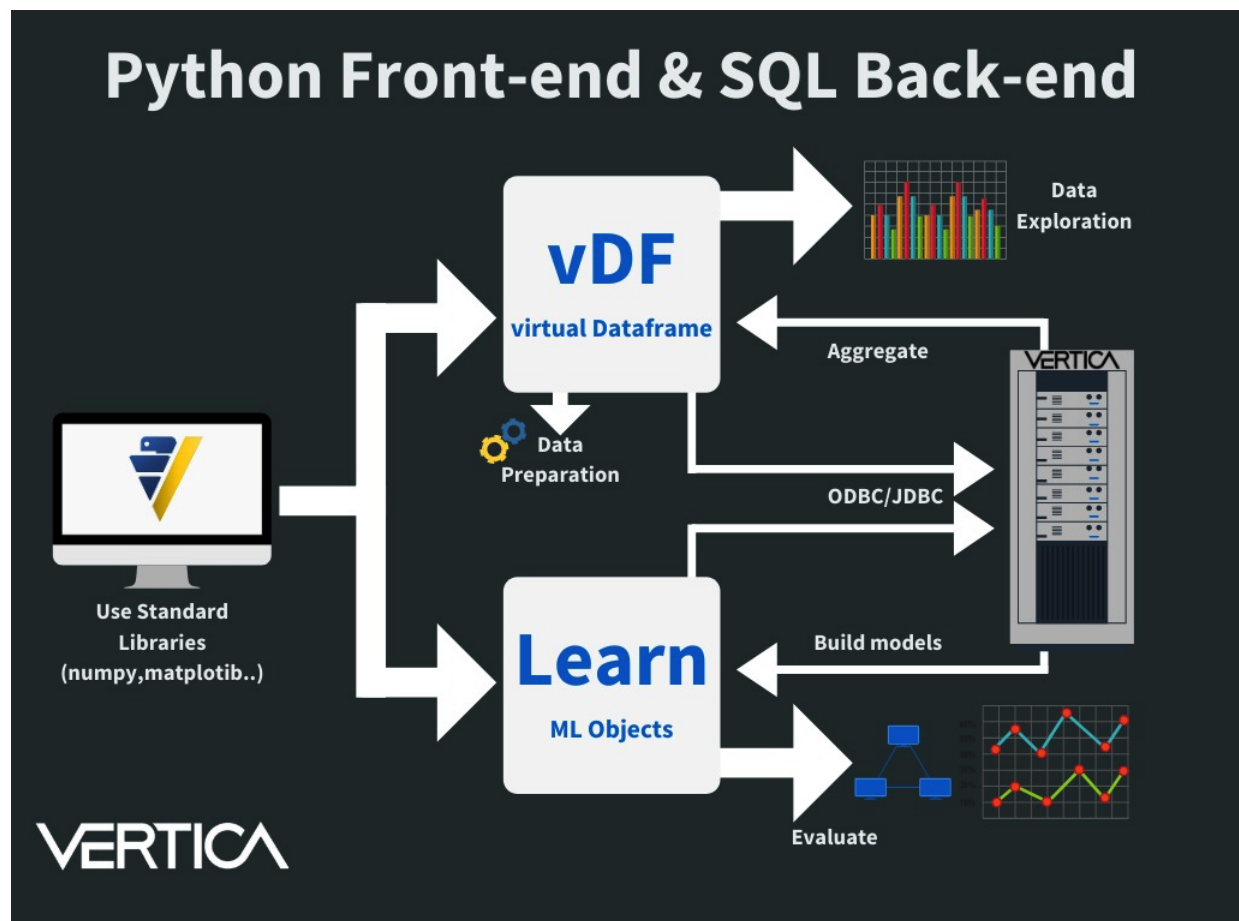 Python Front-end & SQL Back-end
vDF
virtual Dataframe
Data
Exploration
Aggregate
VERTICA
Data
Preparation
ODBC/JDBC
Use Standard
Libraries
(numpy,matplotib..)
Learn
ML Objects
Build models
Evaluate
VERTICA